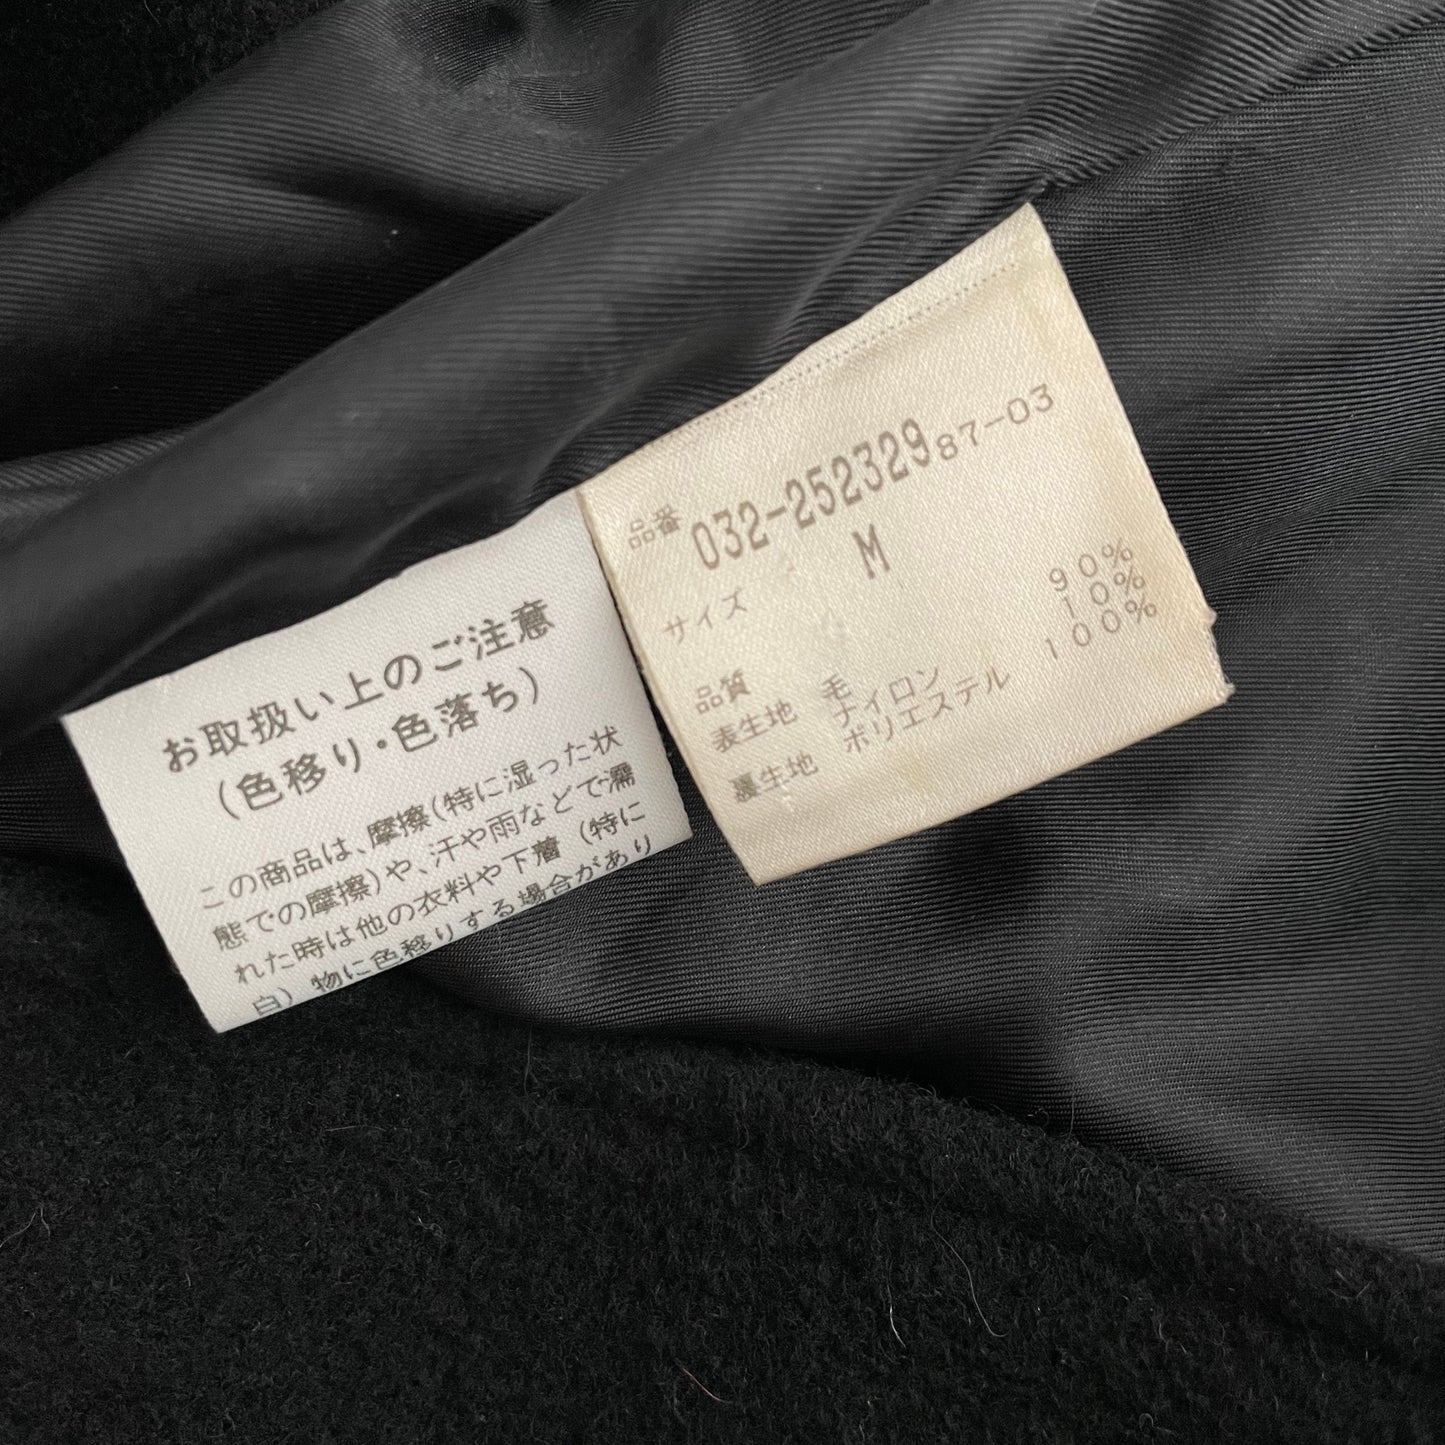 お取扱い上のご注意
(色移り・色落ち)
この商品は、摩擦(特に湿った状
態での摩擦)や、汗や雨などで濡
れた時は他の衣料や下着(特に
白)物に色移りする場合があり
品番 032-252329 87-03
サイズ M
品質
表生地 毛 90%
ナイロン 10%
裏生地 ポリエステル 100%